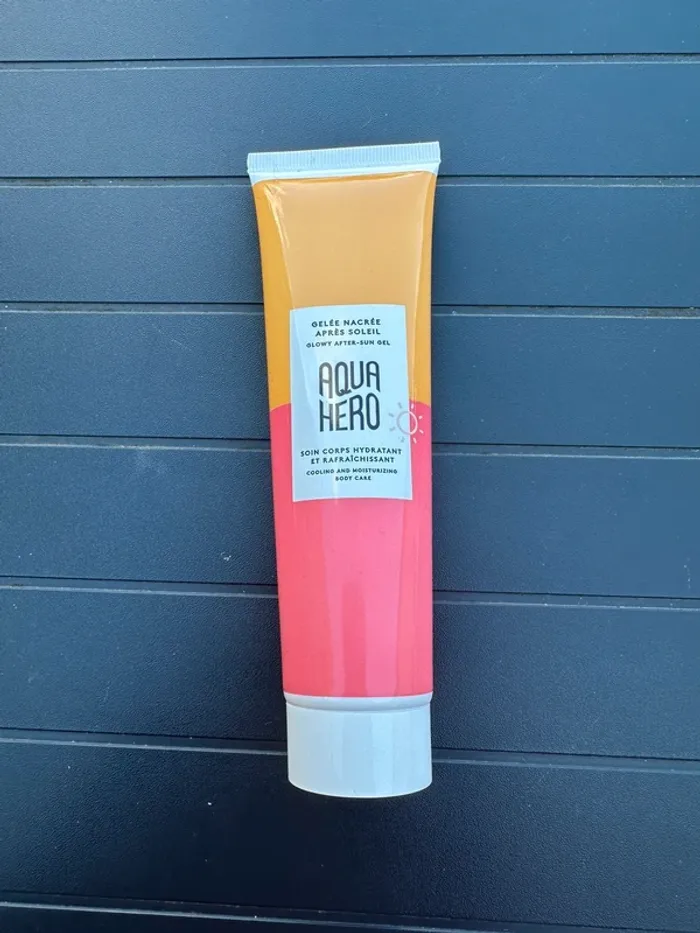 GELÉE NACRÉE
APRÈS SOLEIL
GLOWY AFTER-SUN GEL
AQUA
HERO
SOIN CORPS HYDRATANT
ET RAFRAÎCHISSANT
COOLING AND MOISTURIZING
BODY CARE